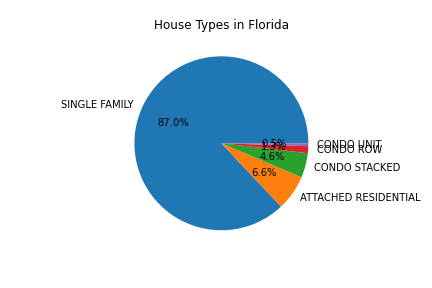 House Types in Florida
SINGLE FAMILY
87.0%
0.5%
CONDO UNIT
1.3%
CONDO ROW
4.6%
CONDO STACKED
6.6%
ATTACHED RESIDENTIAL